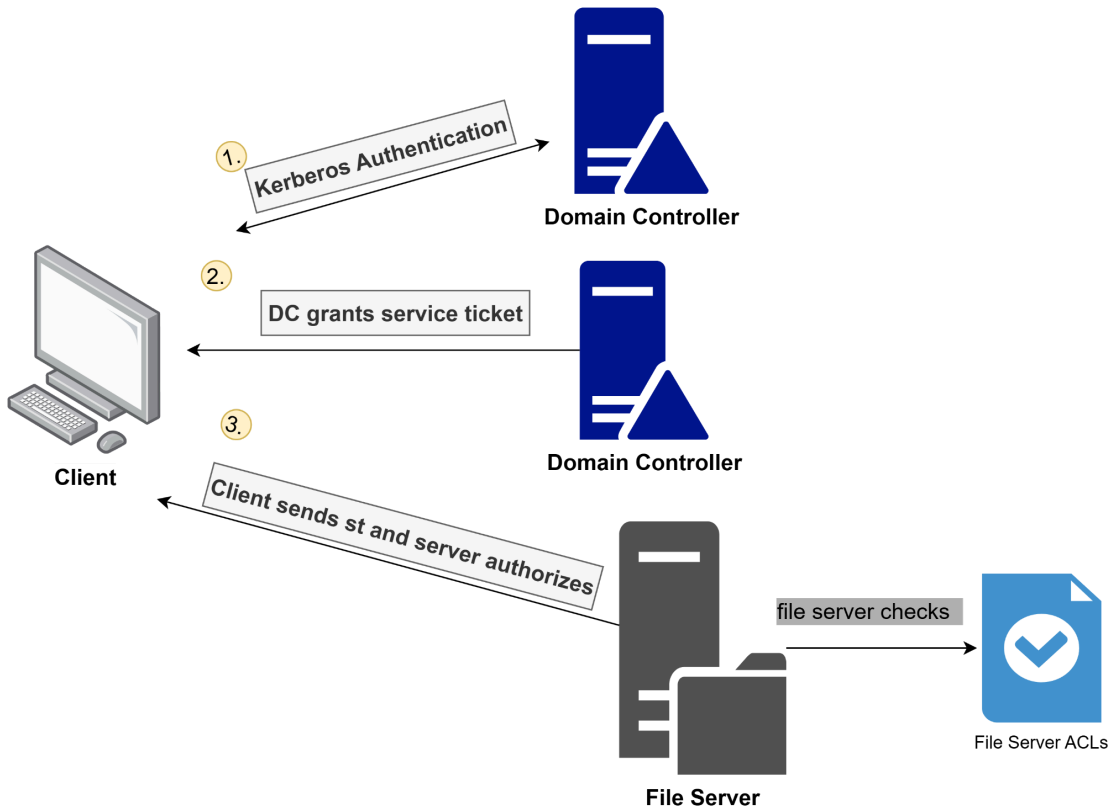 1.
Kerberos Authentication
Domain Controller
2.
DC grants service ticket
Domain Controller
Client
3.
Client sends st and server authorizes
file server checks
File Server ACLs
File Server